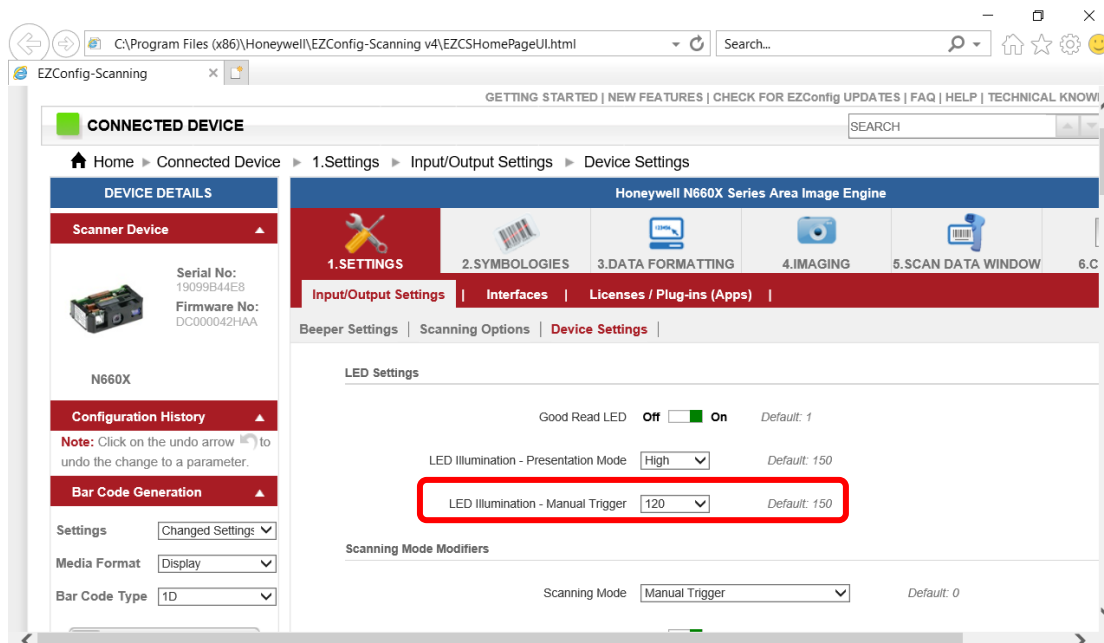 C:\Program Files (x86)\Honeywell\EZConfig-Scanning v4\EZCSHomePageUI.html
Search...
EZConfig-Scanning
GETTING STARTED | NEW FEATURES | CHECK FOR EZConfig UPDATES | FAQ | HELP | TECHNICAL KNOWL
CONNECTED DEVICE
SEARCH
Home Connected Device 1.Settings Input/Output Settings Device Settings
DEVICE DETAILS
Honeywell N660X Series Area Image Engine
Scanner Device
Serial No:
19099B44E8
Firmware No:
DC000042HAA
N660X
1.SETTINGS
2.SYMBOLOGIES
3.DATA FORMATTING
4.IMAGING
5.SCAN DATA WINDOW
6.C
Input/Output Settings | Interfaces | Licenses / Plug-ins (Apps) |
Beeper Settings | Scanning Options | Device Settings |
Configuration History
Note: Click on the undo arrow to
undo the change to a parameter.
Bar Code Generation
Settings Changed Settings
Media Format Display
Bar Code Type 1D
LED Settings
Good Read LED Off On Default: 1
LED Illumination - Presentation Mode High Default: 150
LED Illumination - Manual Trigger 120 Default: 150
Scanning Mode Modifiers
Scanning Mode Manual Trigger Default: 0